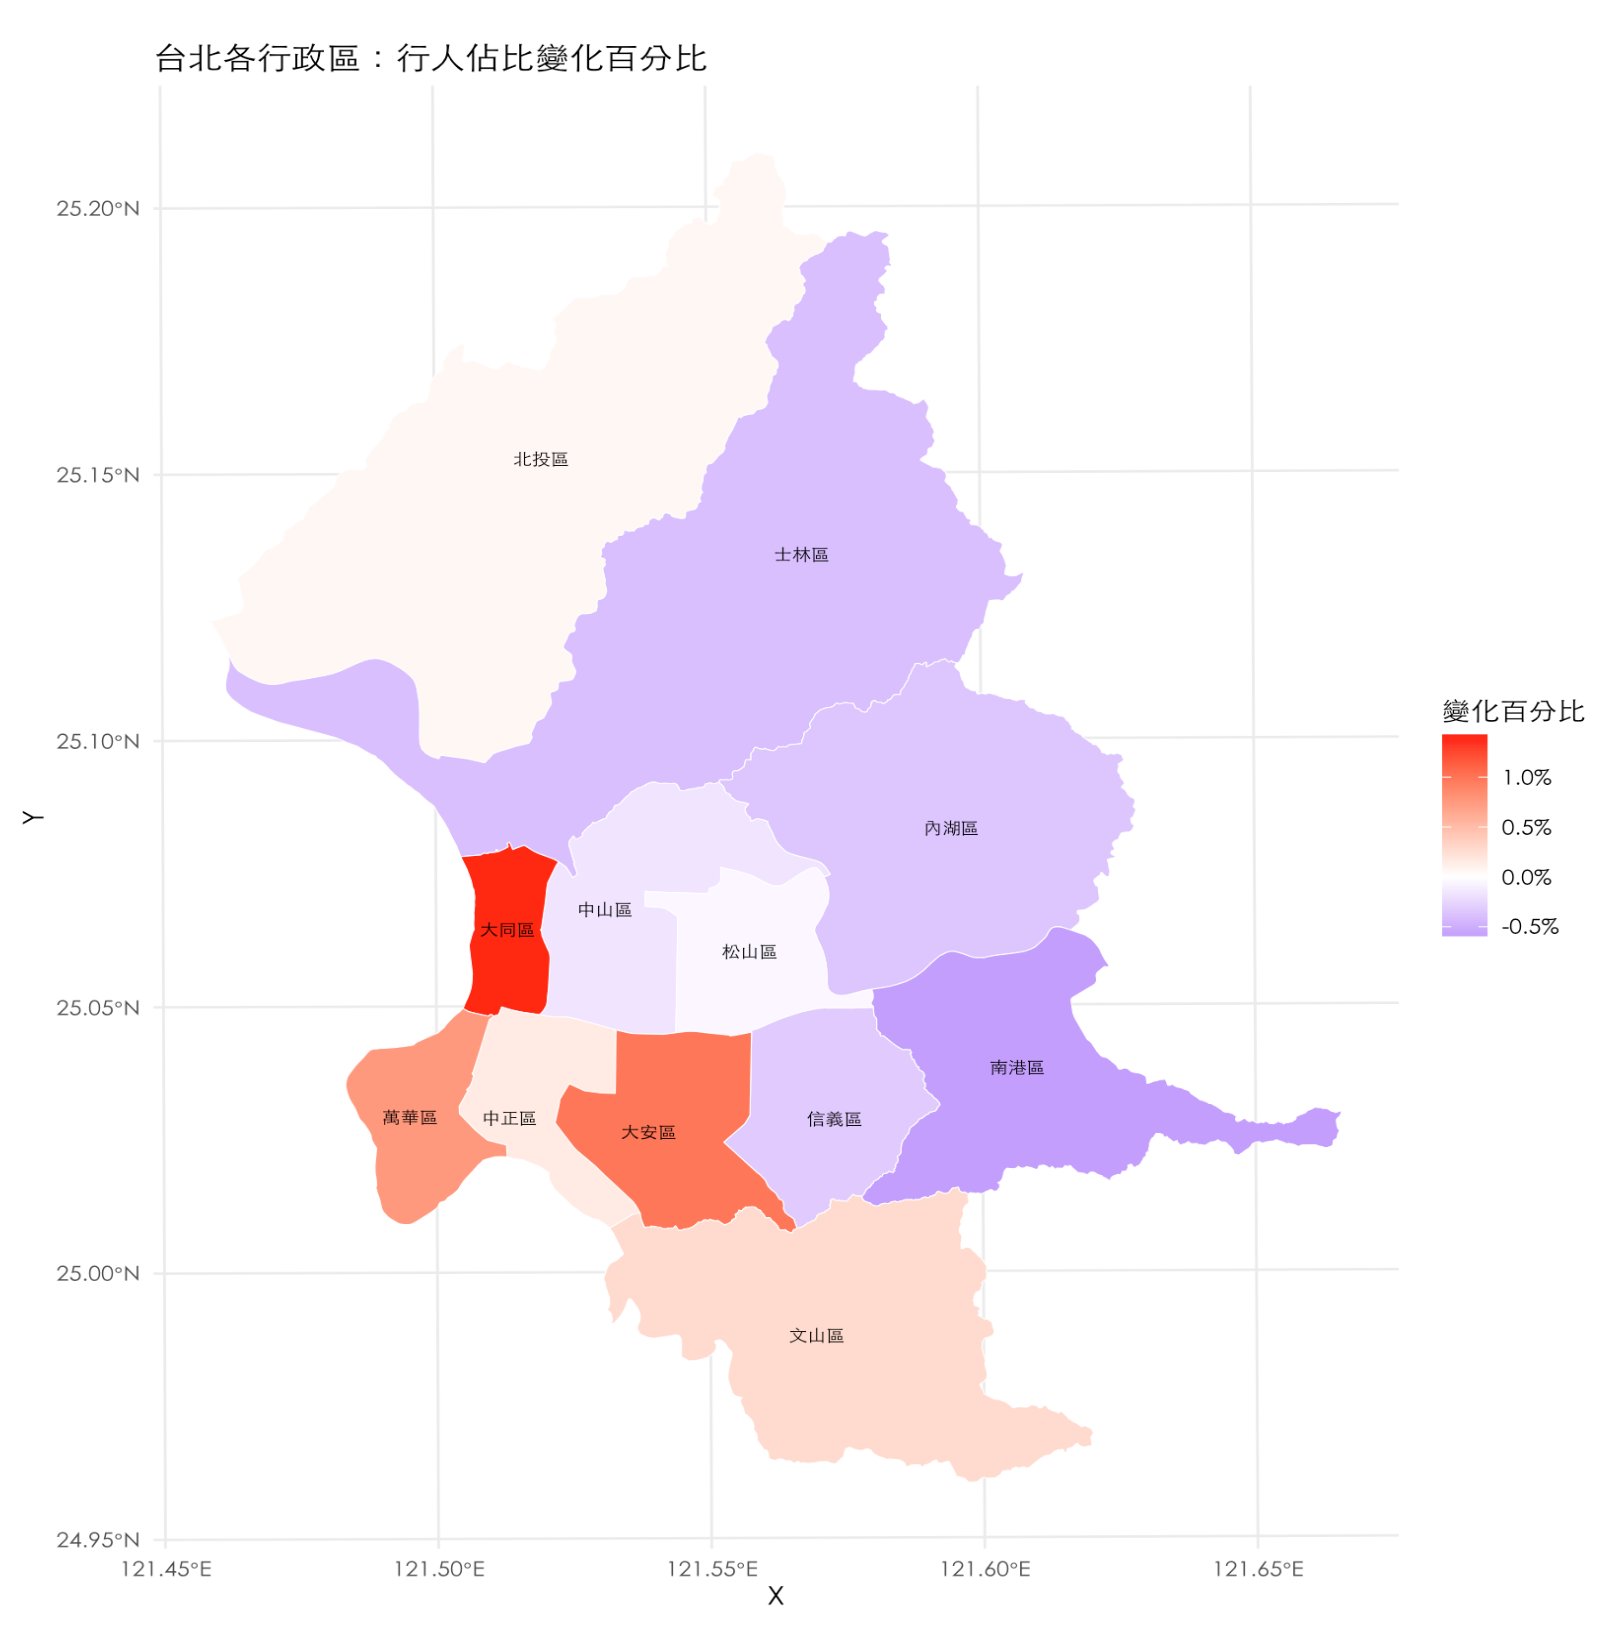 台北各行政區：行人佔比變化百分比
25.20°N
25.15°N
北投區
士林區
變化百分比
25.10°N
1.0%
0.5%
0.0%
-0.5%
Y
內湖區
中山區
大同區
松山區
25.05°N
南港區
萬華區
中正區
大安區
信義區
25.00°N
文山區
24.95°N
121.45°E 121.50°E 121.55°E 121.60°E 121.65°E
X